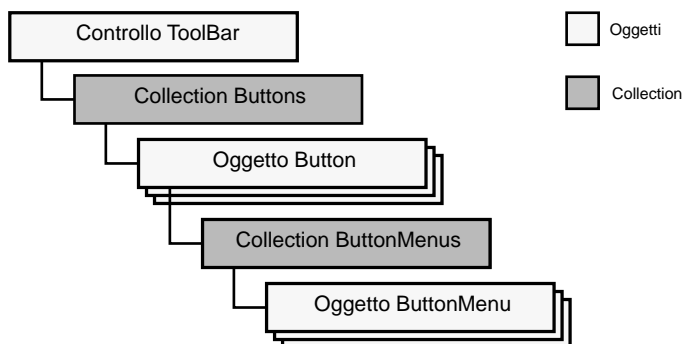 Controllo ToolBar
Oggetti
Collection Buttons
Collection
Oggetto Button
Collection ButtonMenus
Oggetto ButtonMenu